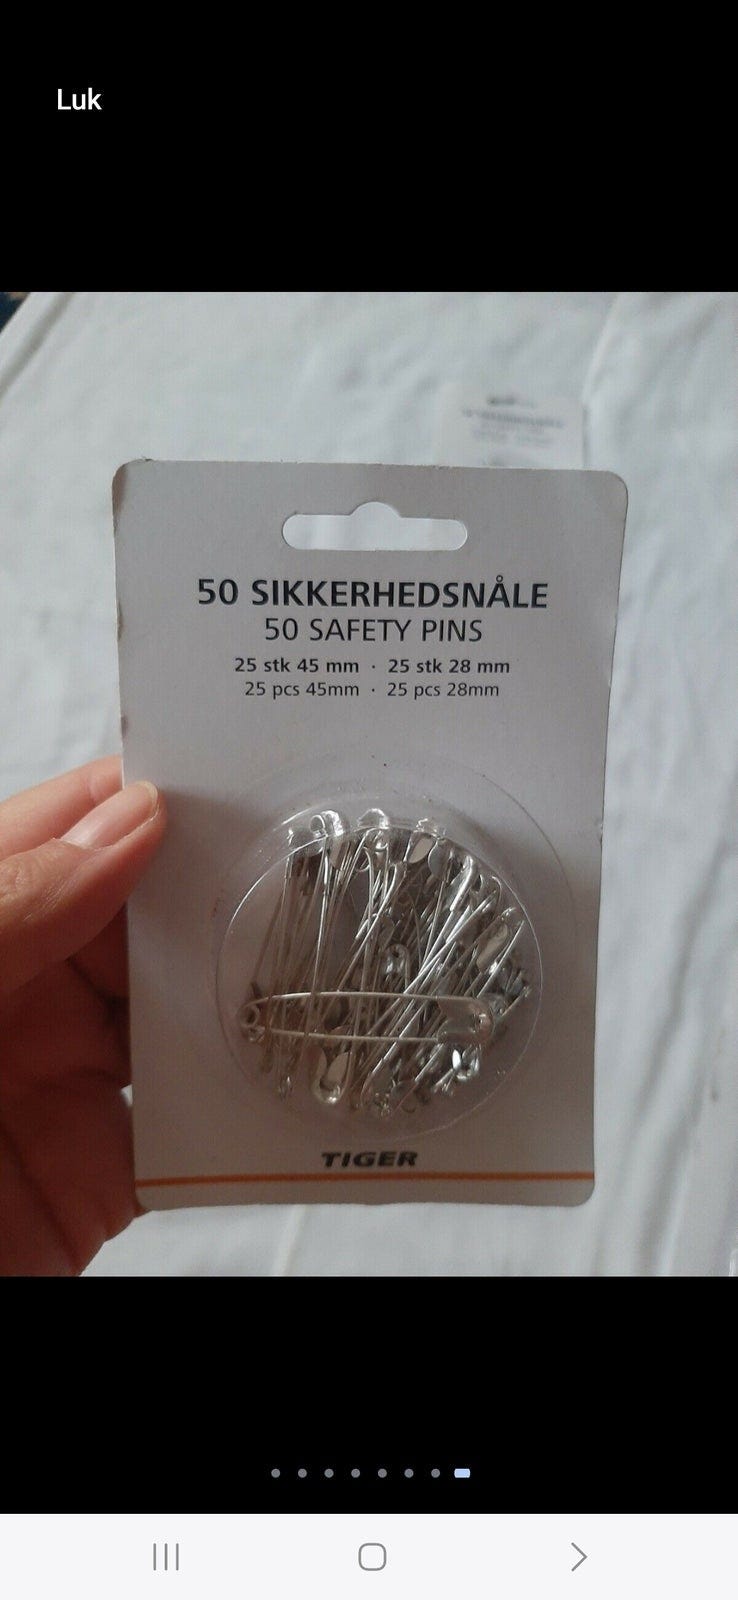 Luk
50 SIKKERHEDSNÅLE
50 SAFETY PINS
25 stk 45 mm · 25 stk 28 mm
25 pcs 45mm · 25 pcs 28mm
TIGER